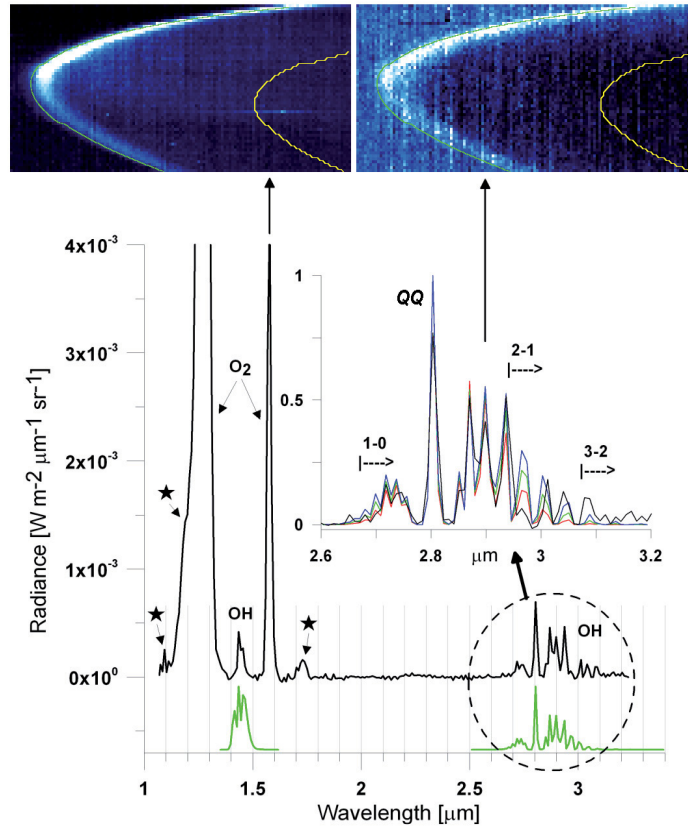 4x10⁻³
3x10⁻³
2x10⁻³
1x10⁻³
0x10⁰
Radiance [W m-2 μm-1 sr-1]
O₂
★
★
OH
★
OH
1
0.5
0
QQ
1-0
|---->
2-1
|---->
3-2
|---->
2.6 2.8 3 3.2
μm
1 1.5 2 2.5 3
Wavelength [μm]